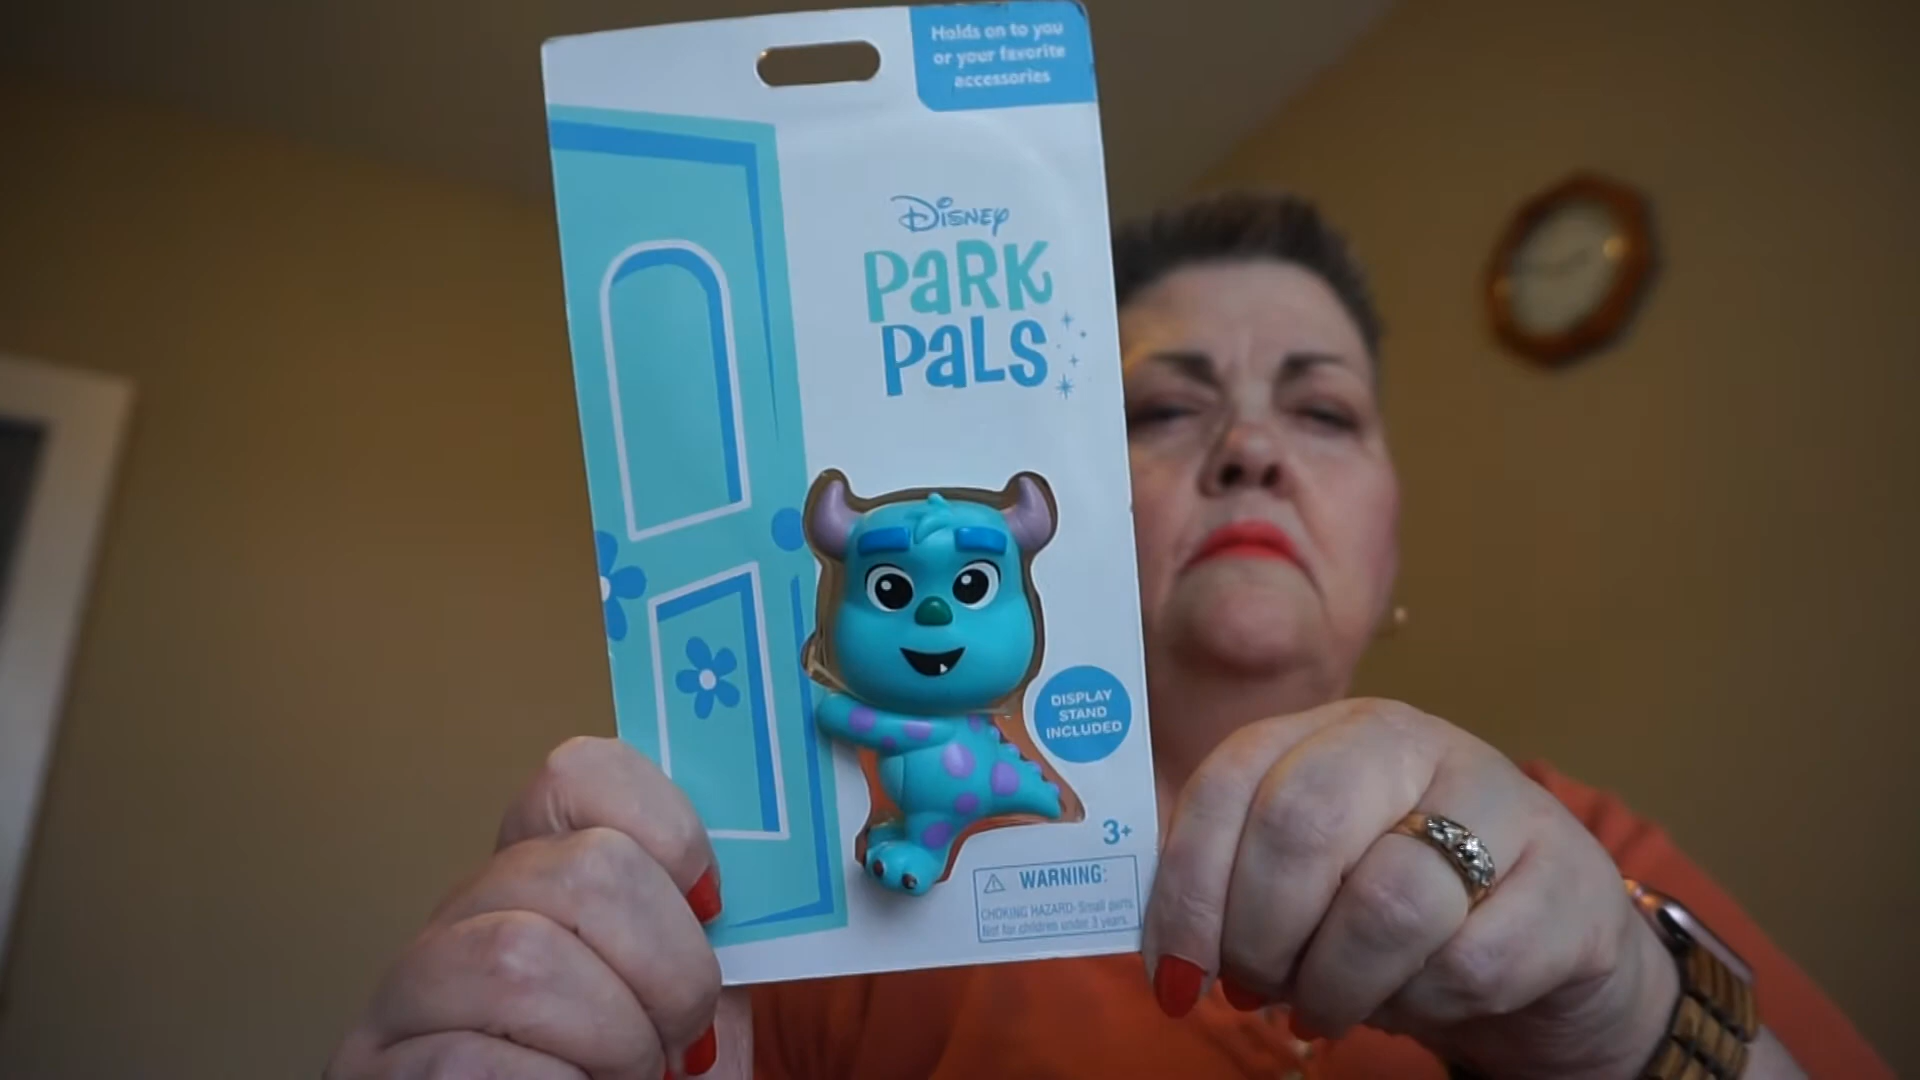 Holds on to you
or your favorite
accessories
Disney
PaRK
PaLS
DISPLAY
STAND
INCLUDED
3+
WARNING:
CHOKING HAZARD-Small parts
Not for children under 3 years.